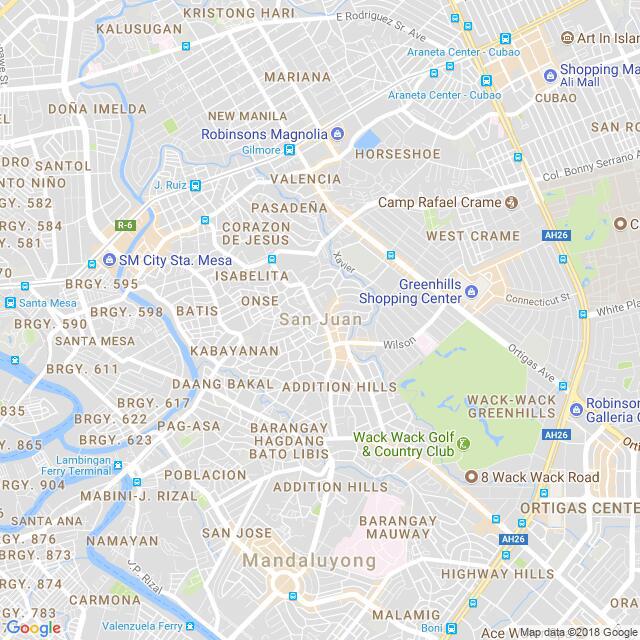 KRISTONG HARI
E Rodriguez Sr. Ave
KALUSUGAN
Art In Islan
Araneta Center - Cubao
MARIANA
Shopping Ma
Ali Mall
Araneta Center - Cubao
CUBAO
DOÑA IMELDA
NEW MANILA
Robinsons Magnolia
SAN RO
Gilmore
HORSESHOE
DRO
SANTOL
Col. Bonny Serrano A
VALENCIA
NTO NIÑO
J. Ruiz
BRGY. 582
PASADEÑA
Camp Rafael Crame
BRGY. 584
R-6
CORAZON
DE JESUS
WEST CRAME
AH26
. 581
Xavier
SM City Sta. Mesa
ISABELITA
BRGY. 595
Greenhills
Shopping Center
Connecticut St
Santa Mesa
ONSE
BRGY. 598
BATIS
San Juan
White Plai
BRGY. 590
SANTA MESA
Wilson
KABAYANAN
Ortigas Ave
BRGY. 611
DAANG BAKAL
ADDITION HILLS
WACK-WACK
GREENHILLS
BRGY. 617
Robinson
Galleria
835
BRGY. 622
PAG-ASA
BARANGAY
HAGDANG
BATO LIBIS
BRGY. 623
Wack Wack Golf
& Country Club
AH26
865
Lambingan
Ferry Terminal
POBLACION
8 Wack Wack Road
BRGY. 904
MABINI-J. RIZAL
ADDITION HILLS
ORTIGAS CENTE
SANTA ANA
BARANGAY
MAUWAY
SAN JOSE
BRGY. 876
NAMAYAN
AH26
BRGY. 873
J.P. Rizal
Mandaluyong
HIGHWAY HILLS
774
CARMONA
ORA
783
MALAMIG
Valenzuela Ferry
Boni
Ace W
Google
Map data ©2018 Google